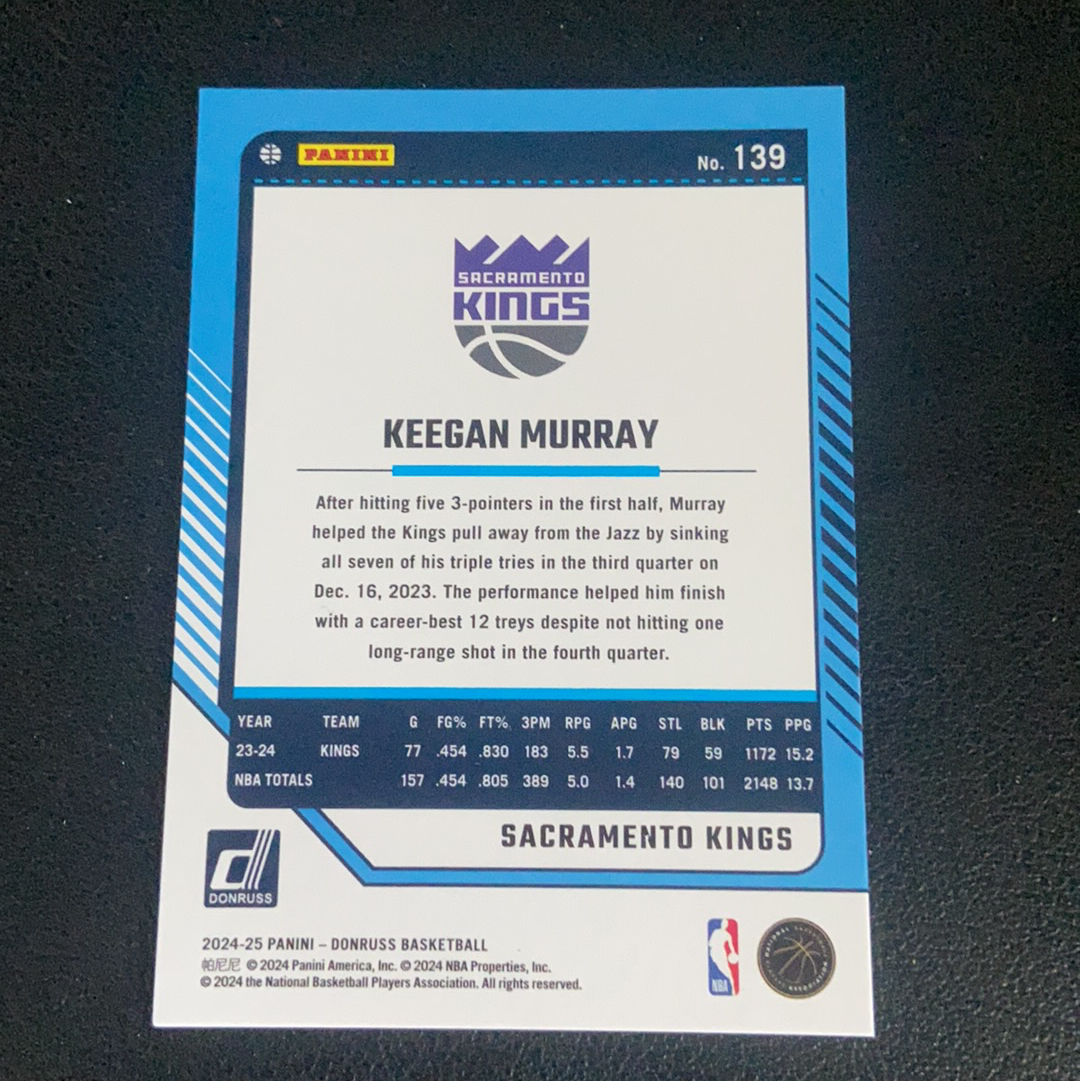 PANINI
No. 139
SACRAMENTO
KINGS
KEEGAN MURRAY
After hitting five 3-pointers in the first half, Murray
helped the Kings pull away from the Jazz by sinking
all seven of his triple tries in the third quarter on
Dec. 16, 2023. The performance helped him finish
with a career-best 12 treys despite not hitting one
long-range shot in the fourth quarter.
YEAR TEAM G FG% FT% 3PM RPG APG STL BLK PTS PPG
23-24 KINGS 77 .454 .830 183 5.5 1.7 79 59 1172 15.2
NBA TOTALS 157 .454 .805 389 5.0 1.4 140 101 2148 13.7
SACRAMENTO KINGS
d
DONRUSS
2024-25 PANINI – DONRUSS BASKETBALL
帕尼尼 © 2024 Panini America, Inc. © 2024 NBA Properties, Inc.
© 2024 the National Basketball Players Association. All rights reserved.
NBA